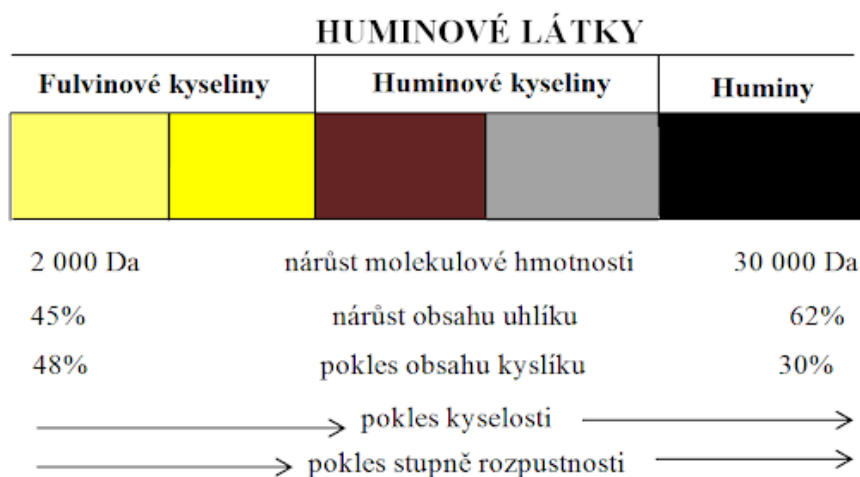 HUMINOVÉ LÁTKY
Fulvinové kyseliny Huminové kyseliny Huminy
2 000 Da nárůst molekulové hmotnosti 30 000 Da
45% nárůst obsahu uhlíku 62%
48% pokles obsahu kyslíku 30%
pokles kyselosti
pokles stupně rozpustnosti